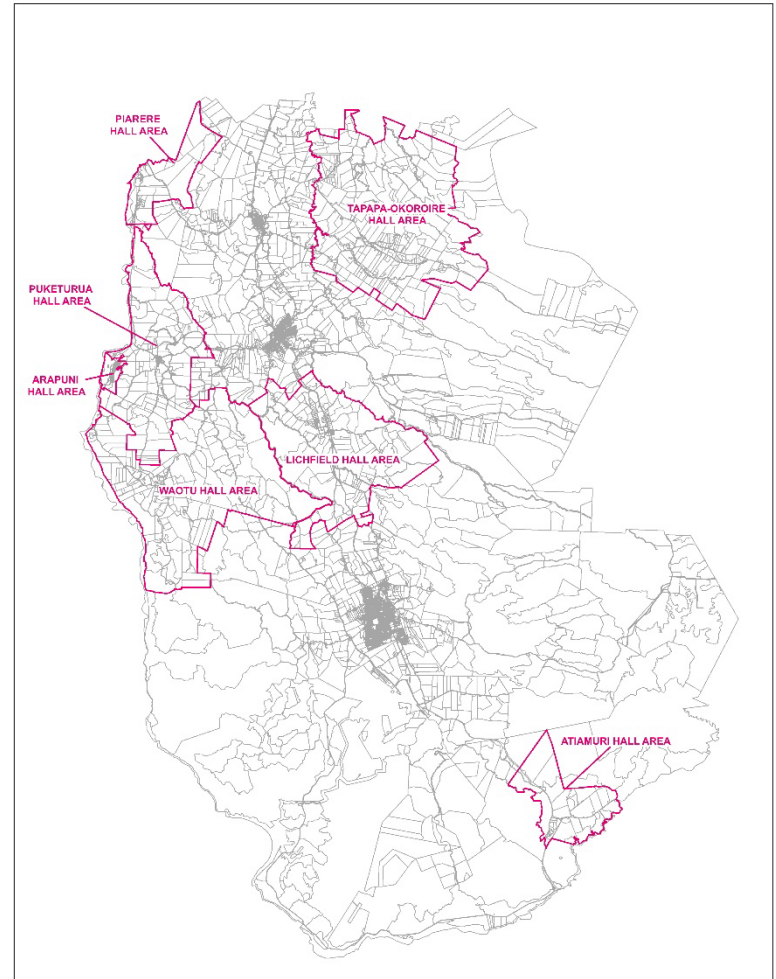 PIARERE
HALL AREA
TAPAPA-OKOROIRE
HALL AREA
PUKETURUA
HALL AREA
ARAPUNI
HALL AREA
LICHFIELD HALL AREA
WAOTU HALL AREA
ATIAMURI HALL AREA